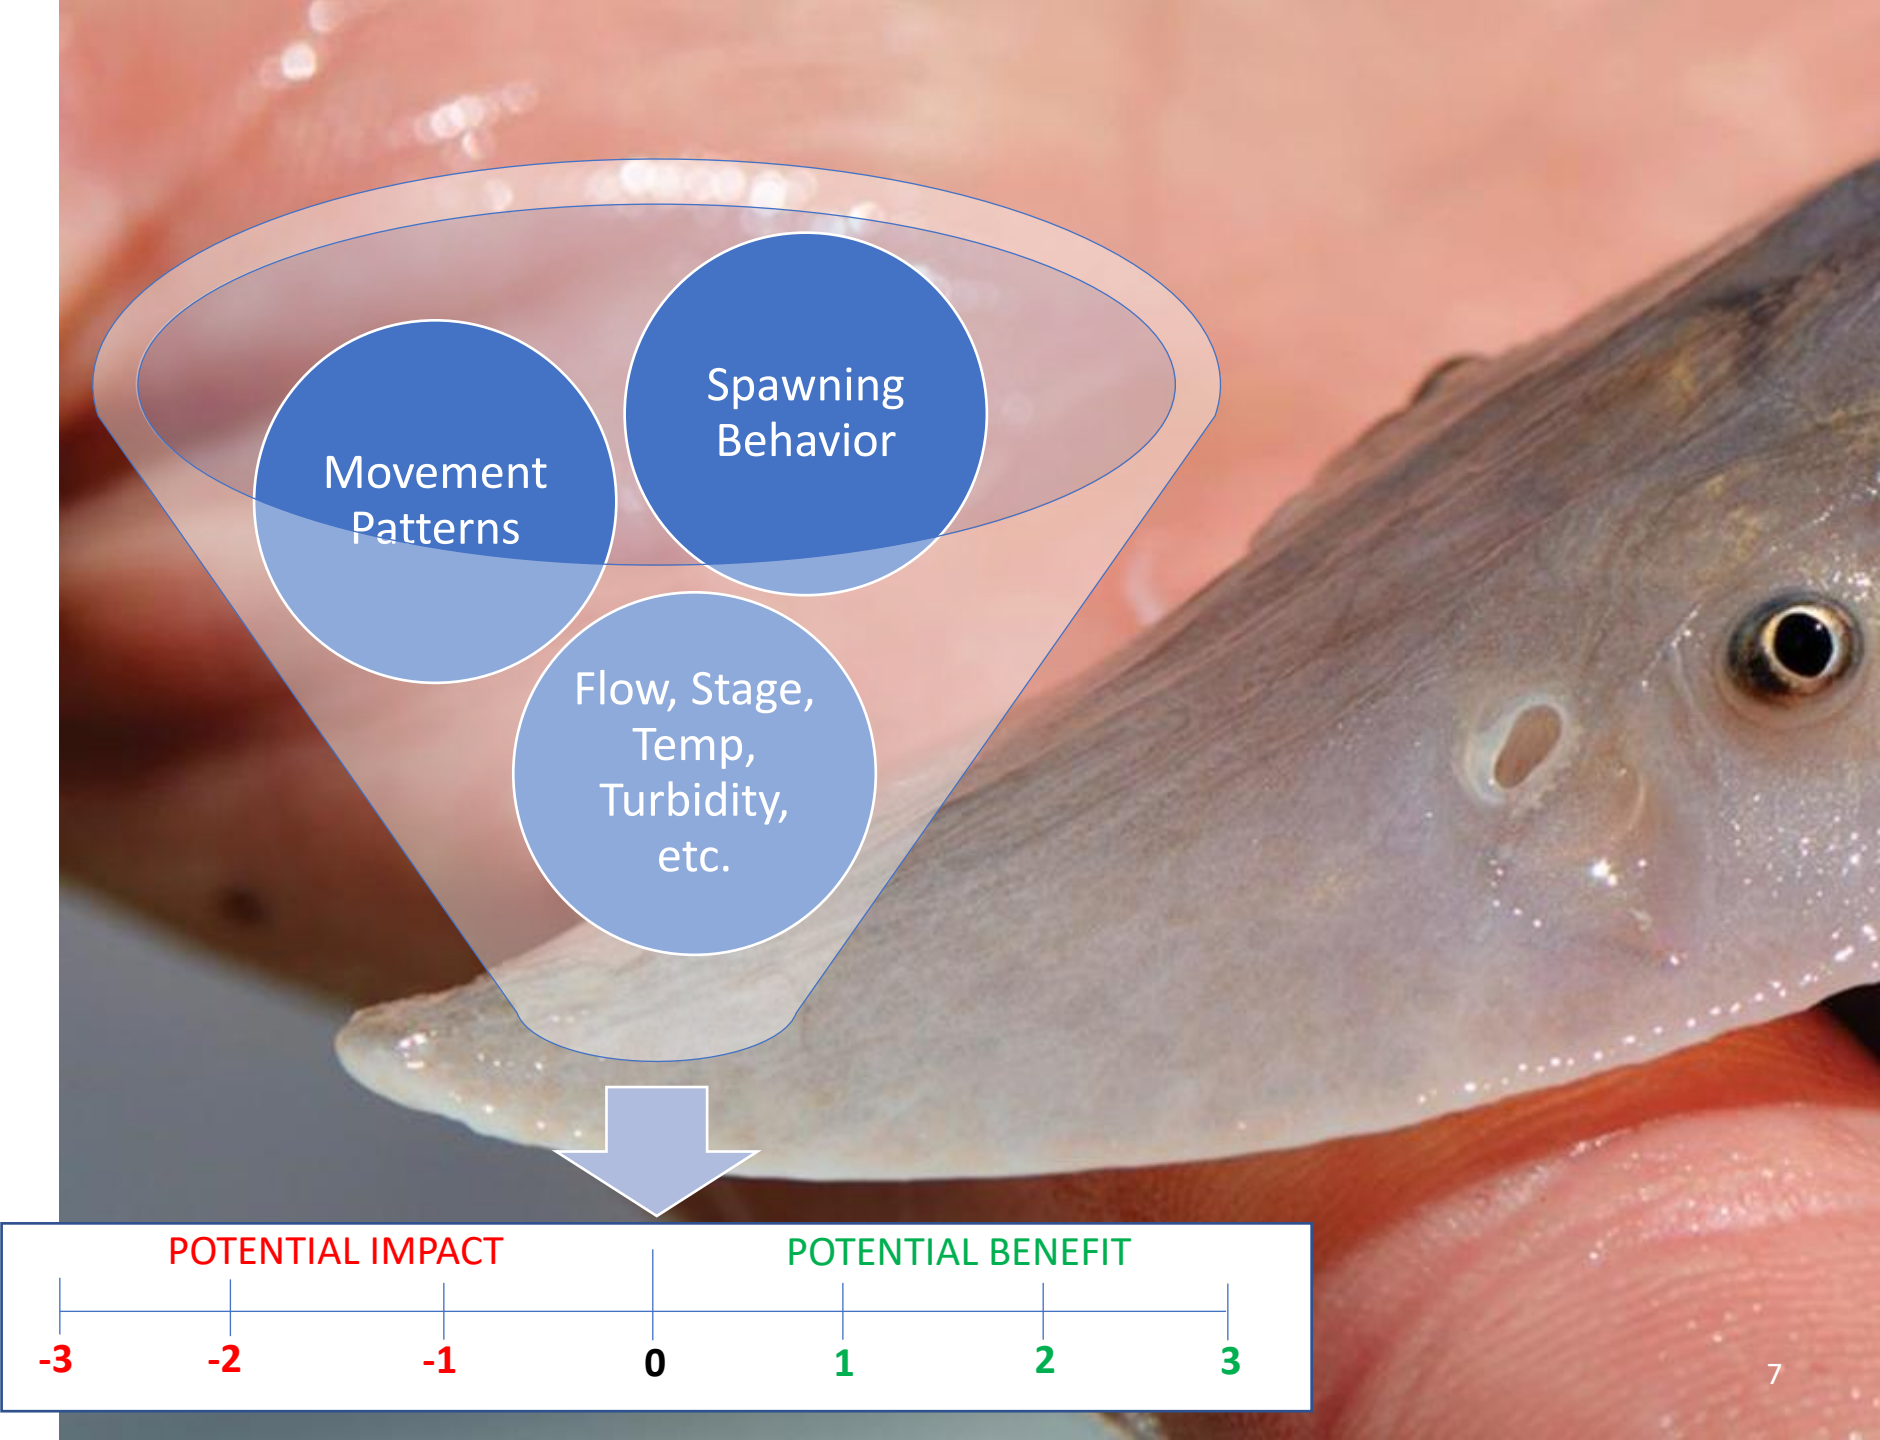 Spawning
Behavior
Movement
Patterns
Flow, Stage,
Temp,
Turbidity,
etc.
POTENTIAL IMPACT
POTENTIAL BENEFIT
-3
-2
-1
0
1
2
3
7